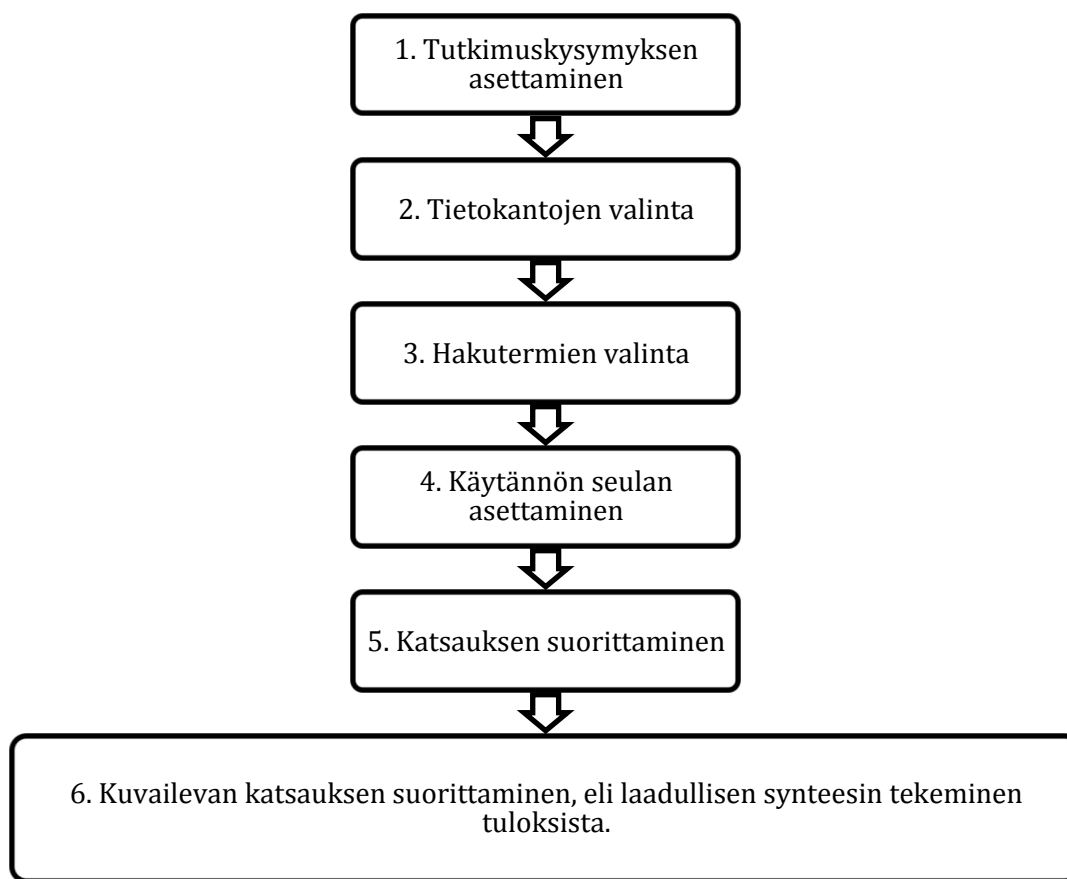 1. Tutkimuskysymyksen
asettaminen
2. Tietokantojen valinta
3. Hakutermien valinta
4. Käytännön seulan
asettaminen
5. Katsauksen suorittaminen
6. Kuvailevan katsauksen suorittaminen, eli laadullisen synteesin tekeminen
tuloksista.